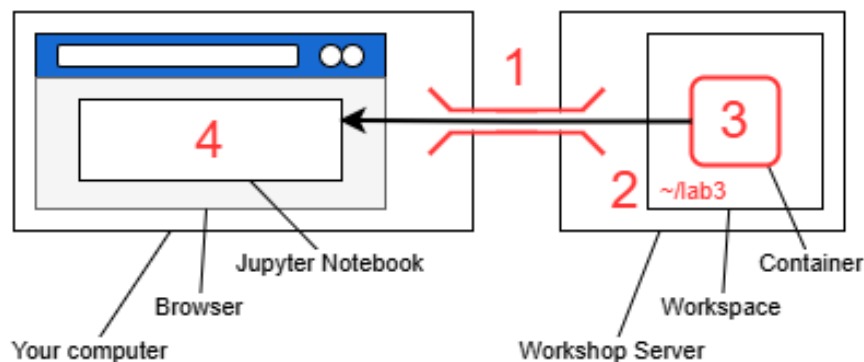 1
4
3
2
~/lab3
Jupyter Notebook
Container
Browser
Workspace
Your computer
Workshop Server